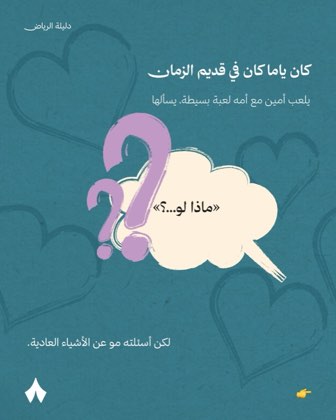 دليلة الرياض
كان ياما كان في قديم الزمان
يلعب أمين مع أمه لعبة بسيطة. يسألها
«ماذا لو...؟»
لكن أسئلته مو عن الأشياء العادية.